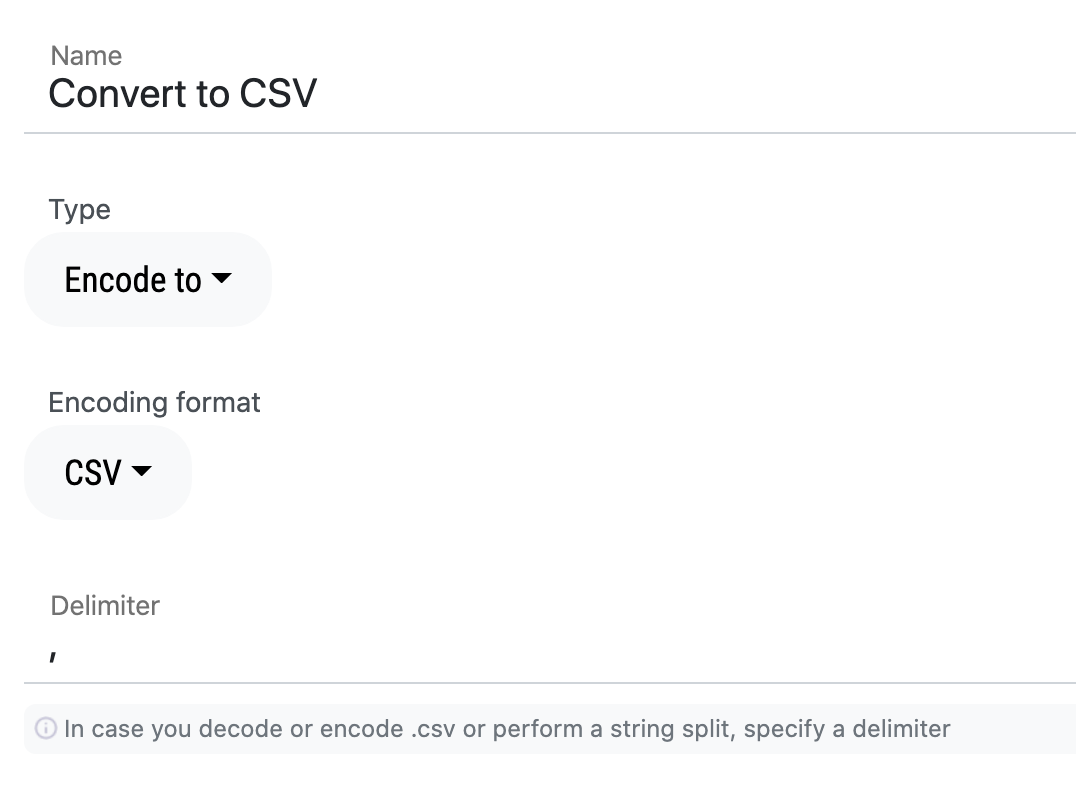 Name
Convert to CSV
Type
Encode to
Encoding format
CSV
Delimiter
,
In case you decode or encode .csv or perform a string split, specify a delimiter